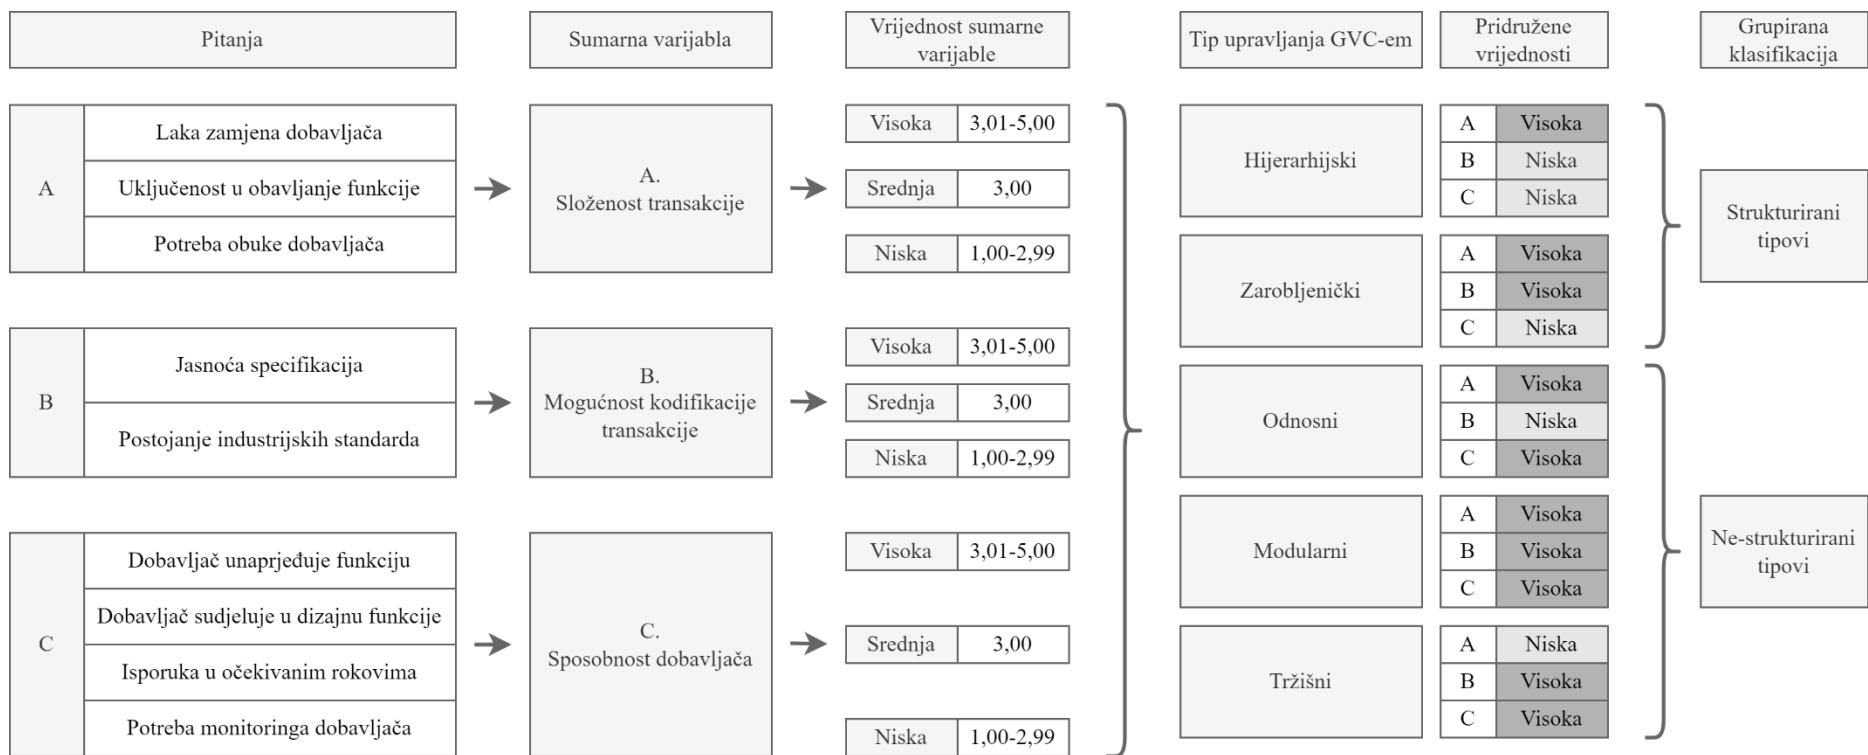 Pitanja
Sumarna varijabla
Vrijednost sumarne
varijable
Tip upravljanja GVC-em
Pridružene
vrijednosti
Grupirana
klasifikacija
A
Laka zamjena dobavljača
Uključenost u obavljanje funkcije
Potreba obuke dobavljača
A.
Složenost transakcije
Visoka 3,01-5,00
Srednja 3,00
Niska 1,00-2,99
B
Jasnoća specifikacija
Postojanje industrijskih standarda
B.
Mogućnost kodifikacije
transakcije
Visoka 3,01-5,00
Srednja 3,00
Niska 1,00-2,99
C
Dobavljač unaprjeđuje funkciju
Dobavljač sudjeluje u dizajnu funkcije
Isporuka u očekivanim rokovima
Potreba monitoringa dobavljača
C.
Sposobnost dobavljača
Visoka 3,01-5,00
Srednja 3,00
Niska 1,00-2,99
Hijerarhijski
A Visoka
B Niska
C Niska
Zarobljenički
A Visoka
B Visoka
C Niska
Strukturirani
tipovi
Odnosni
A Visoka
B Niska
C Visoka
Modularni
A Visoka
B Visoka
C Visoka
Tržišni
A Niska
B Visoka
C Visoka
Ne-strukturirani
tipovi